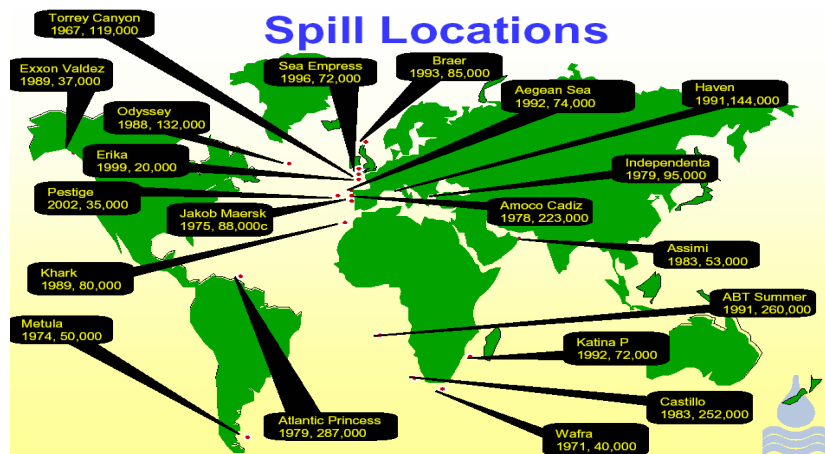 Spill Locations
Torrey Canyon
1967, 119,000
Exxon Valdez
1989, 37,000
Sea Empress
1996, 72,000
Braer
1993, 85,000
Aegean Sea
1992, 74,000
Haven
1991,144,000
Odyssey
1988, 132,000
Erika
1999, 20,000
Independenta
1979, 95,000
Pestige
2002, 35,000
Jakob Maersk
1975, 88,000c
Amoco Cadiz
1978, 223,000
Assimi
1983, 53,000
Khark
1989, 80,000
ABT Summer
1991, 260,000
Metula
1974, 50,000
Katina P
1992, 72,000
Castillo
1983, 252,000
Atlantic Princess
1979, 287,000
Wafra
1971, 40,000